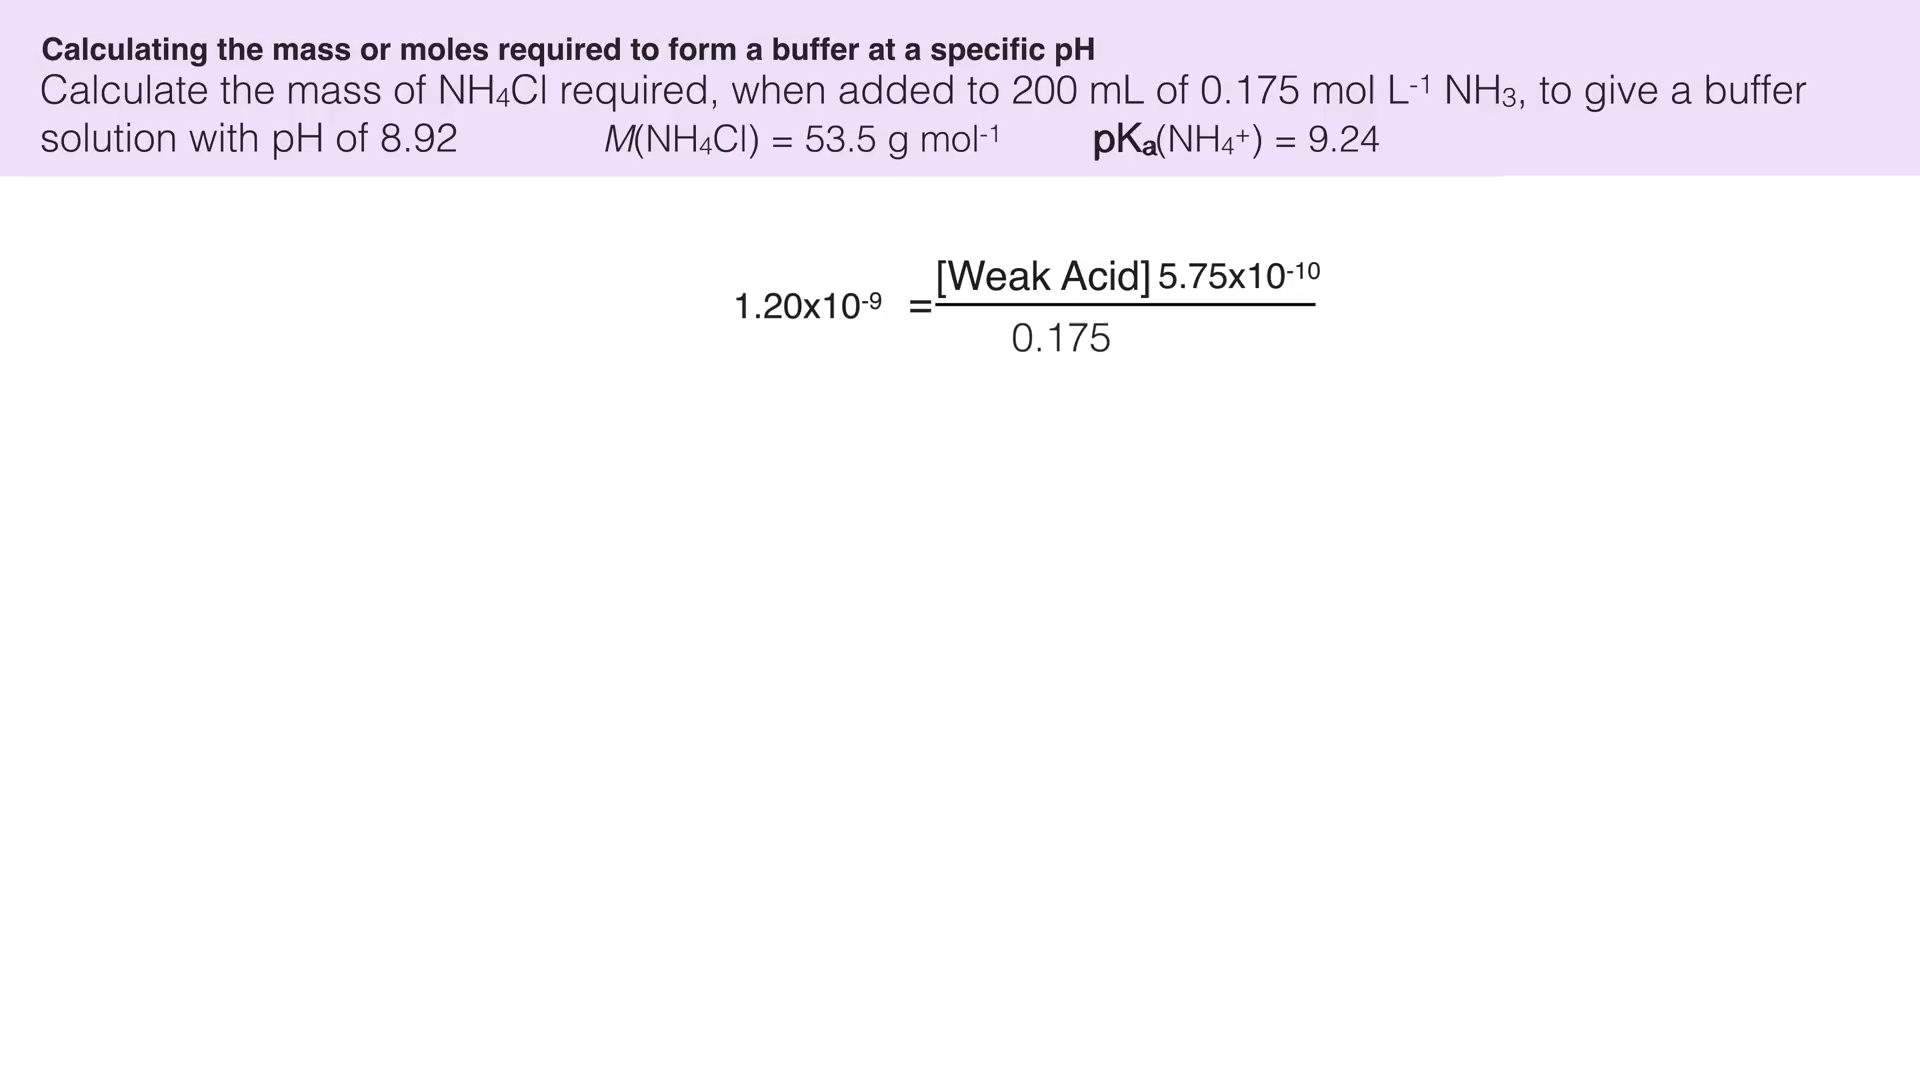 Calculating the mass or moles required to form a buffer at a specific pH
Calculate the mass of NH₄Cl required, when added to 200 mL of 0.175 mol L⁻¹ NH₃, to give a buffer
solution with pH of 8.92 M(NH₄Cl) = 53.5 g mol⁻¹ pKₐ(NH₄⁺) = 9.24
[Weak Acid] 5.75x10⁻¹⁰
1.20x10⁻⁹ =
0.175